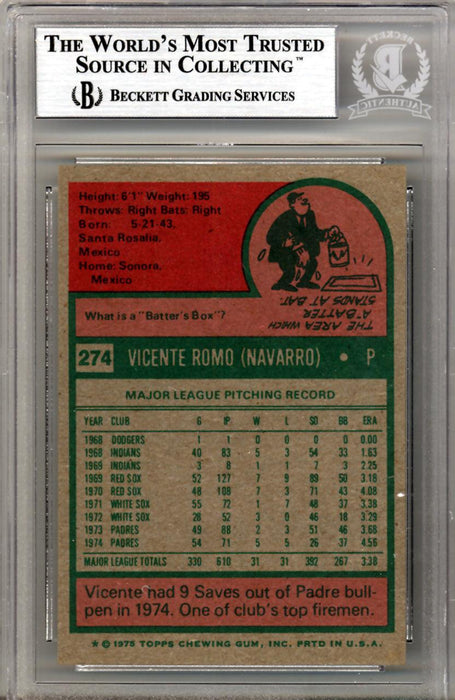 THE WORLD'S MOST TRUSTED
SOURCE IN COLLECTING™
B BECKETT GRADING SERVICES
BECKETT
B
AUTHENTIC
Height: 6'1" Weight: 195
Throws: Right Bats: Right
Born: 5-21-43,
Santa Rosalia,
Mexico
Home: Sonora,
Mexico
What is a "Batter's Box"?
THE AREA WHICH
A BATTER
STANDS AT BAT.
274 VICENTE ROMO (NAVARRO) • P
MAJOR LEAGUE PITCHING RECORD
YEAR CLUB G IP W L SO BB ERA
1968 DODGERS 1 1 0 0 0 0 0.00
1968 INDIANS 40 83 5 3 54 33 1.63
1969 INDIANS 3 8 1 1 7 3 2.25
1969 RED SOX 52 127 7 9 89 50 3.18
1970 RED SOX 48 108 7 3 71 43 4.08
1971 WHITE SOX 55 72 1 7 48 37 3.38
1972 WHITE SOX 28 52 3 0 46 18 3.29
1973 PADRES 49 88 2 3 51 46 3.68
1974 PADRES 54 71 5 5 26 37 4.56
MAJOR LEAGUE TOTALS 330 610 31 31 392 267 3.38
Vicente had 9 Saves out of Padre bull-
pen in 1974. One of club's top firemen.
* © 1975 TOPPS CHEWING GUM, INC. PRTD IN U.S.A.